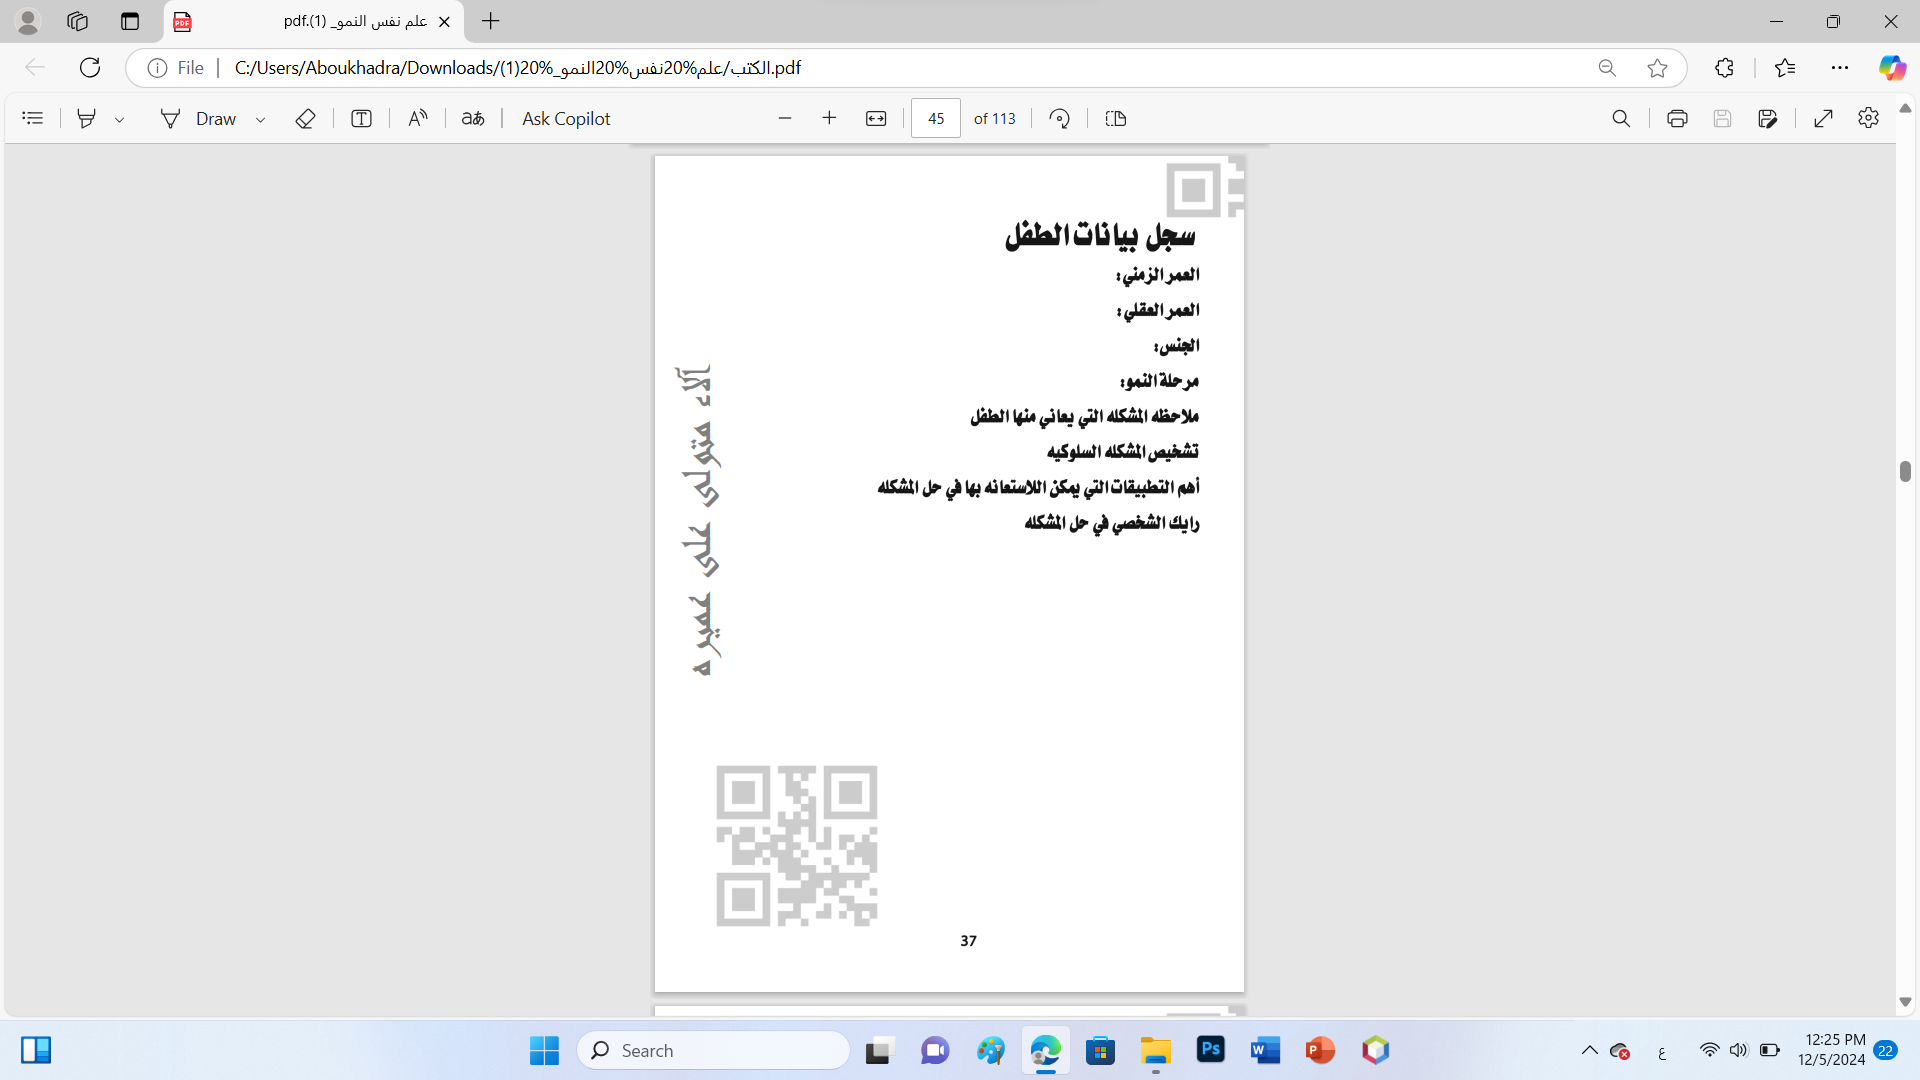 علم نفس النمو_ (1).pdf
File
C:/Users/Aboukhadra/Downloads/الكتب/علم%20نفس%20النمو_%20(1).pdf
Draw
Ask Copilot
45 of 113
سجل بيانات الطفل
العمر الزمني:
العمر العقلي:
الجنس:
مرحلة النمو:
ملاحظه المشكله التي يعاني منها الطفل
تشخيص المشكله السلوكيه
أهم التطبيقات التي يمكن اللاستعانه بها في حل المشكله
رايك الشخصي في حل المشكله
آلاء متولى على عميره
37
Search
ع
12:25 PM
12/5/2024
22